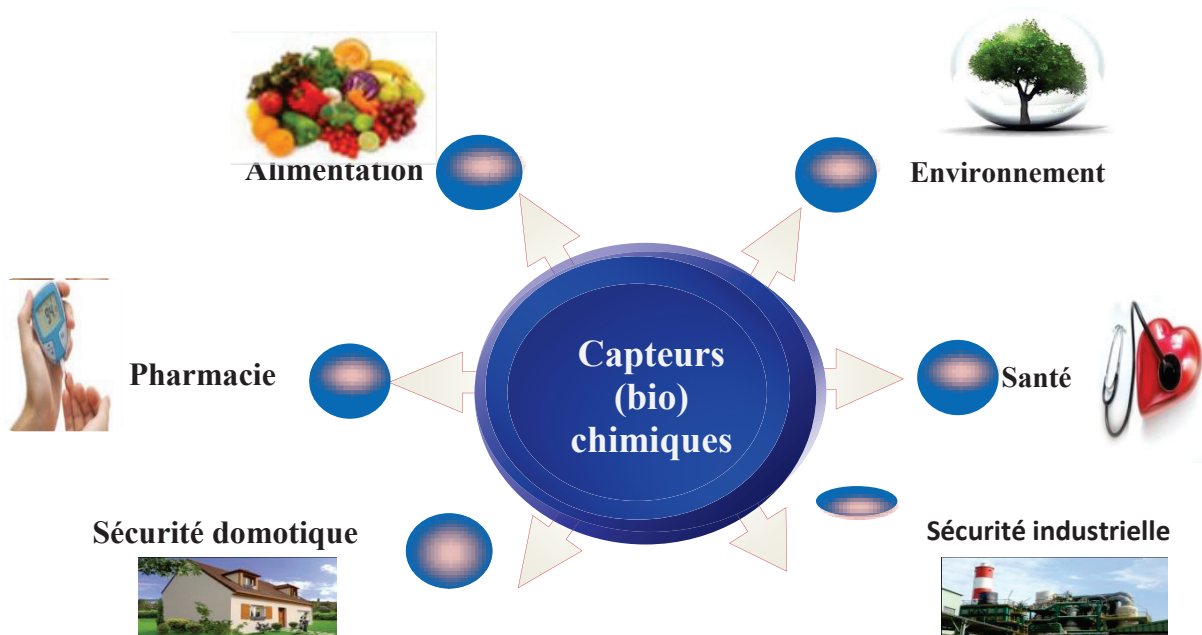 Alimentation
Environnement
Pharmacie
Capteurs
(bio)
chimiques
Santé
Sécurité domotique
Sécurité industrielle